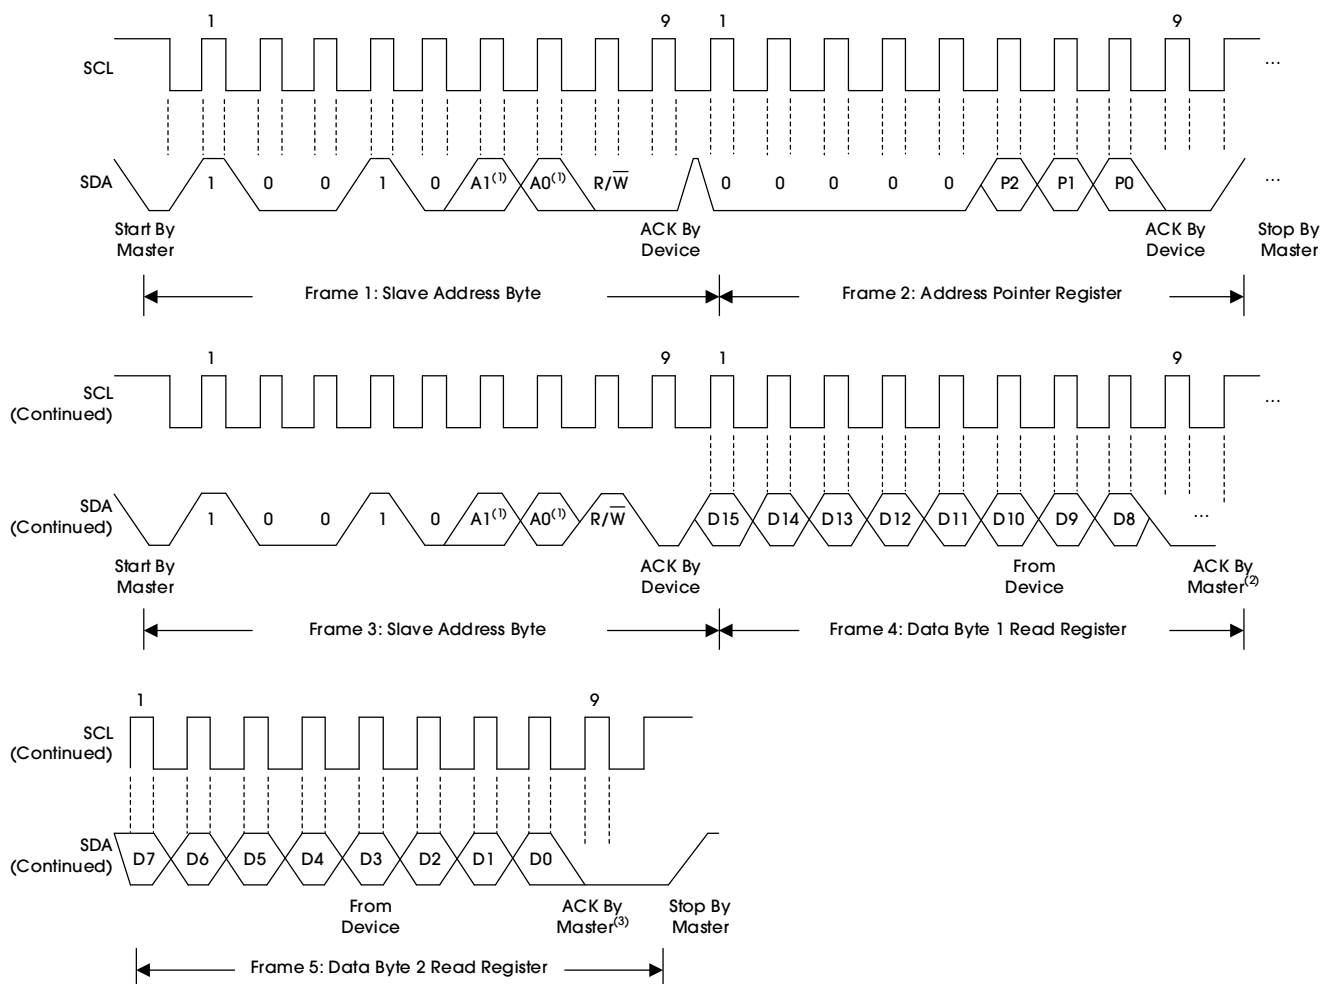 1 9 1 9
SCL ...
SDA 1 0 0 1 0 A1(1) A0(1) R/W̅ 0 0 0 0 0 P2 P1 P0 ...
Start By Master
ACK By Device
ACK By Device
Stop By Master
Frame 1: Slave Address Byte
Frame 2: Address Pointer Register
1 9 1 9
SCL (Continued) ...
SDA (Continued) 1 0 0 1 0 A1(1) A0(1) R/W̅ D15 D14 D13 D12 D11 D10 D9 D8 ...
Start By Master
ACK By Device
From Device
ACK By Master(2)
Frame 3: Slave Address Byte
Frame 4: Data Byte 1 Read Register
1 9
SCL (Continued)
SDA (Continued) D7 D6 D5 D4 D3 D2 D1 D0
From Device
ACK By Master(3)
Stop By Master
Frame 5: Data Byte 2 Read Register